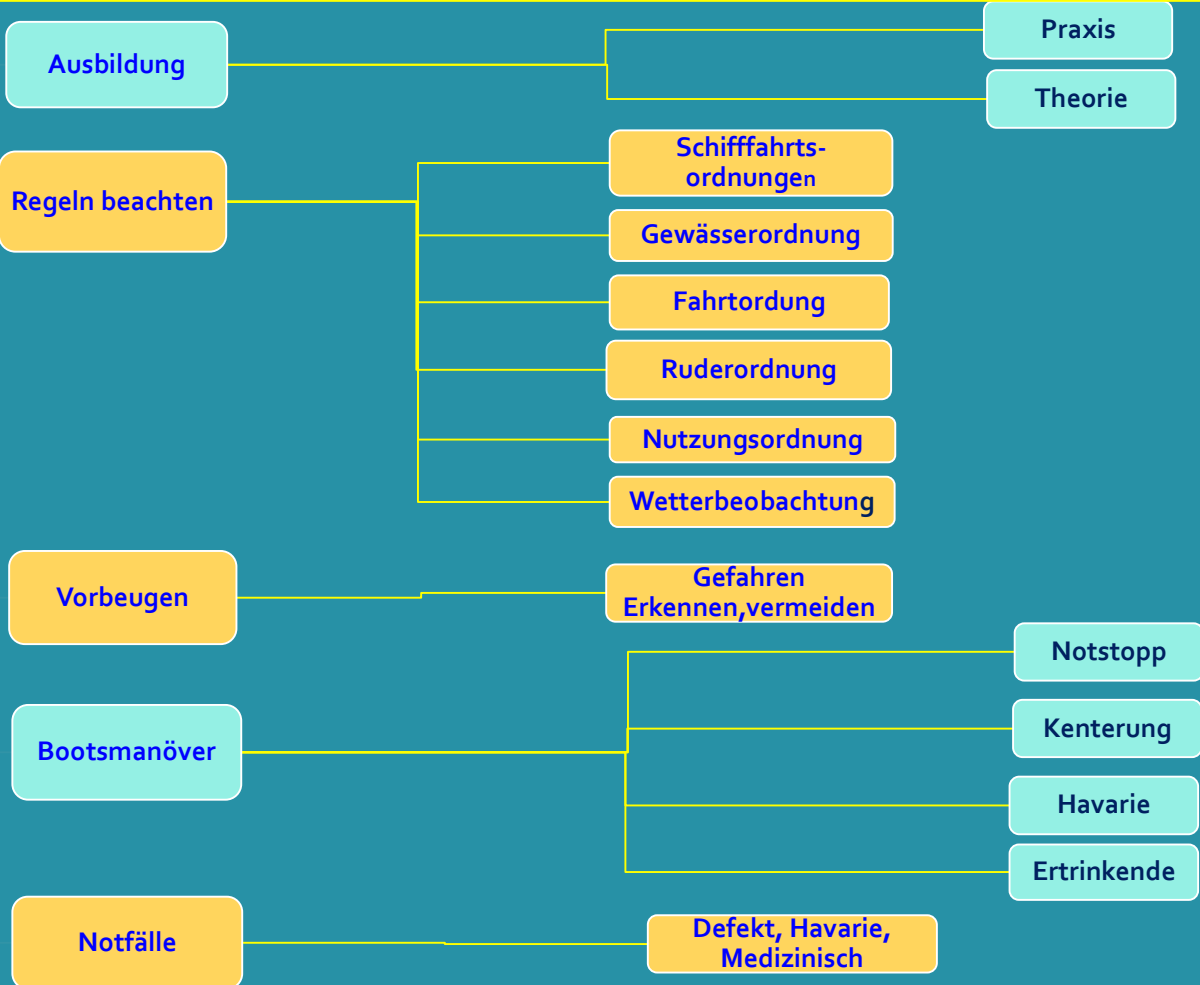 Ausbildung
Praxis
Theorie
Regeln beachten
Schifffahrts-
ordnungen
Gewässerordnung
Fahrtordung
Ruderordnung
Nutzungsordnung
Wetterbeobachtung
Vorbeugen
Gefahren
Erkennen,vermeiden
Bootsmanöver
Notstopp
Kenterung
Havarie
Ertrinkende
Notfälle
Defekt, Havarie,
Medizinisch